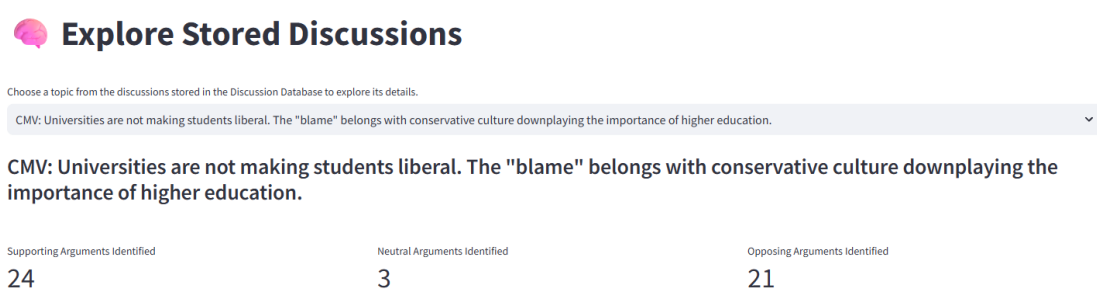 Explore Stored Discussions
Choose a topic from the discussions stored in the Discussion Database to explore its details.
CMV: Universities are not making students liberal. The "blame" belongs with conservative culture downplaying the importance of higher education.
CMV: Universities are not making students liberal. The "blame" belongs with conservative culture downplaying the
importance of higher education.
Supporting Arguments Identified
24
Neutral Arguments Identified
3
Opposing Arguments Identified
21